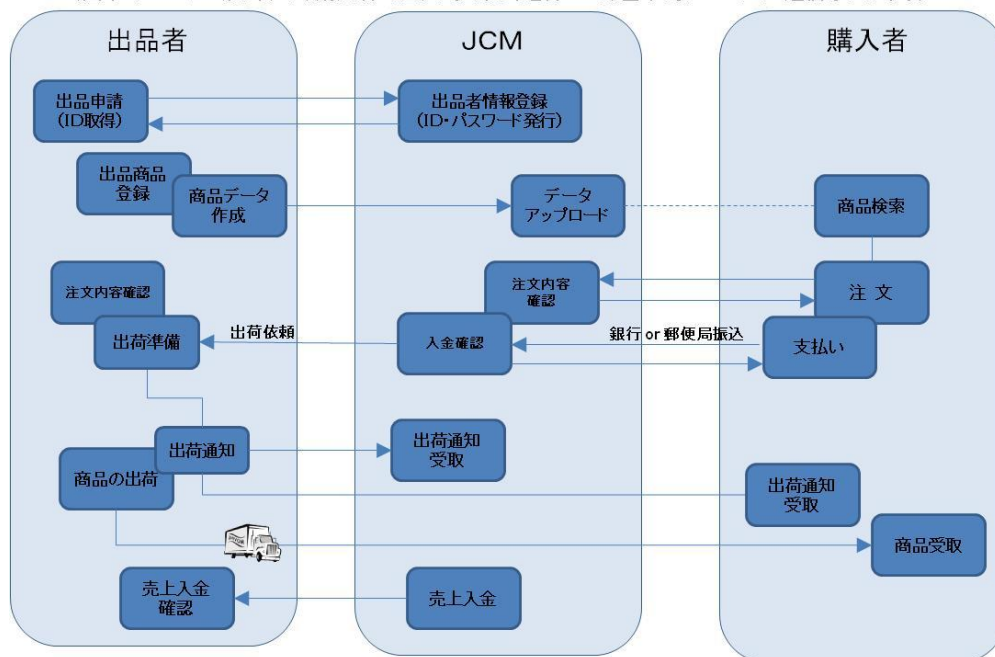 出品者
JCM
購入者
出品申請
(ID取得)
出品者情報登録
(ID・パスワード発行)
出品商品
登録
商品データ
作成
データ
アップロード
商品検索
注文内容確認
注文内容
確認
注 文
出荷準備
出荷依頼
入金確認
銀行 or 郵便局振込
支払い
出荷通知
出荷通知
受取
商品の出荷
出荷通知
受取
商品受取
売上入金
確認
売上入金